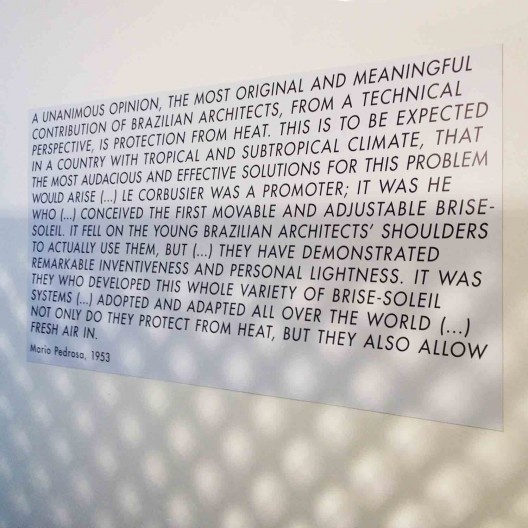 A UNANIMOUS OPINION, THE MOST ORIGINAL AND MEANINGFUL
CONTRIBUTION OF BRAZILIAN ARCHITECTS, FROM A TECHNICAL
PERSPECTIVE, IS PROTECTION FROM HEAT. THIS IS TO BE EXPECTED
IN A COUNTRY WITH TROPICAL AND SUBTROPICAL CLIMATE, THAT
THE MOST AUDACIOUS AND EFFECTIVE SOLUTIONS FOR THIS PROBLEM
WOULD ARISE (...) LE CORBUSIER WAS A PROMOTER; IT WAS HE
WHO (...) CONCEIVED THE FIRST MOVABLE AND ADJUSTABLE BRISE-
SOLEIL. IT FELL ON THE YOUNG BRAZILIAN ARCHITECTS' SHOULDERS
TO ACTUALLY USE THEM, BUT (...) THEY HAVE DEMONSTRATED
REMARKABLE INVENTIVENESS AND PERSONAL LIGHTNESS. IT WAS
THEY WHO DEVELOPED THIS WHOLE VARIETY OF BRISE-SOLEIL
SYSTEMS (...) ADOPTED AND ADAPTED ALL OVER THE WORLD (...)
NOT ONLY DO THEY PROTECT FROM HEAT, BUT THEY ALSO ALLOW
FRESH AIR IN.
Mario Pedrosa, 1953